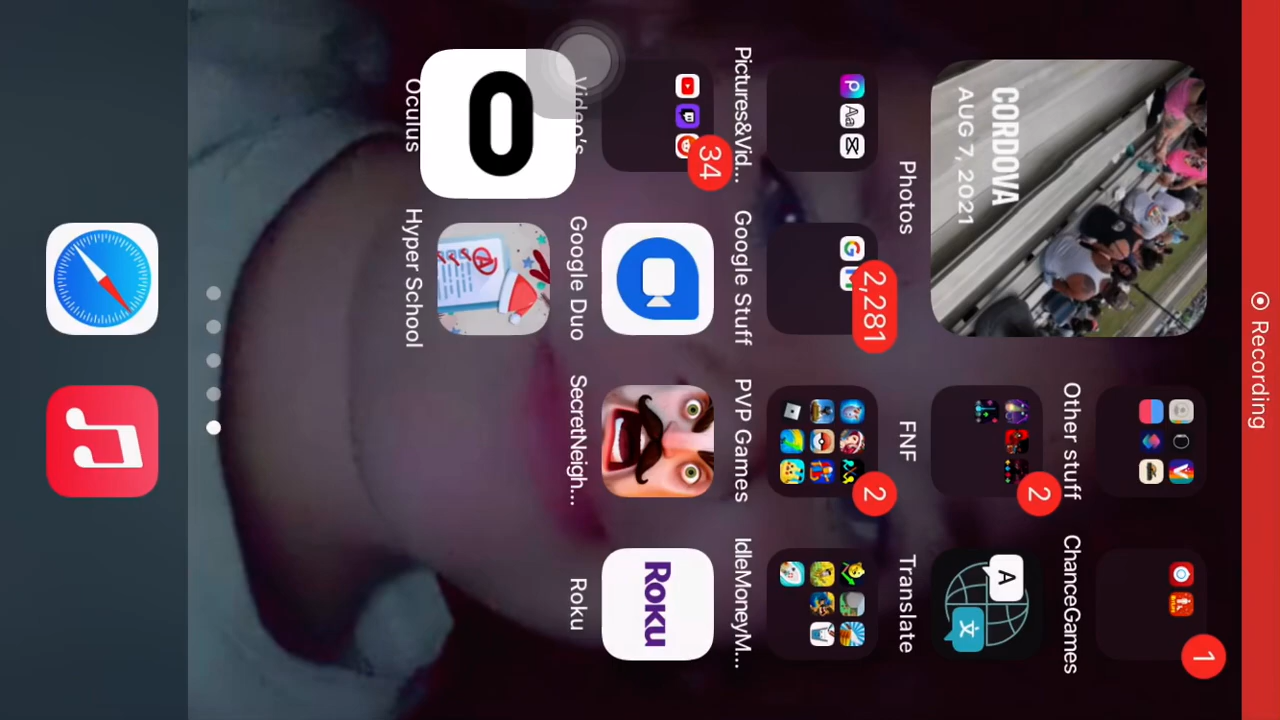 Recording
CORDOVA
AUG 7, 2021
Photos
Other stuff
1
ChanceGames
2
FNF
Translate
Pictures&Vid...
2,281
Google Stuff
2
PVP Games
IdleMoneyM...
34
Video's
Google Duo
SecretNeigh...
Roku
Roku
Oculus
Hyper School